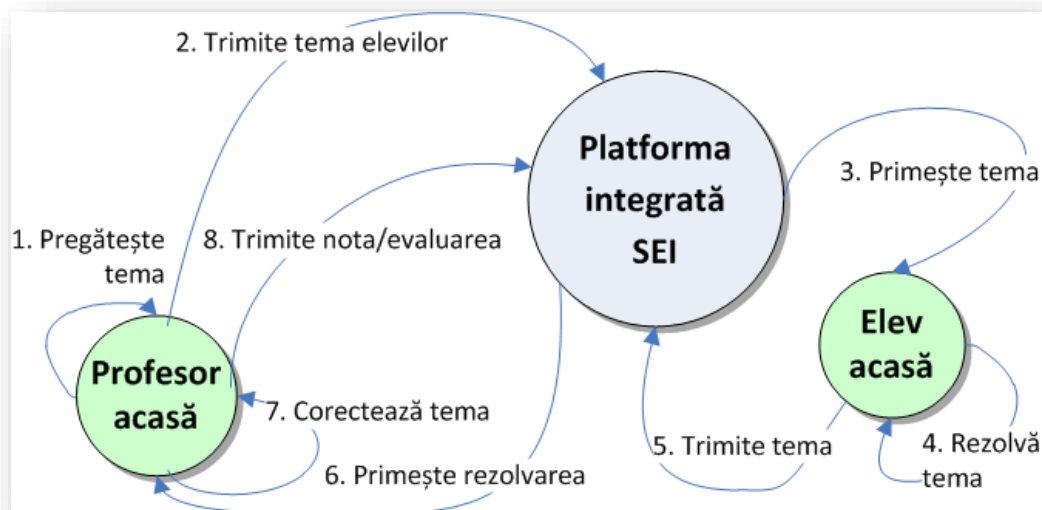 2. Trimite tema elevilor
Platforma
integrată
SEI
3. Primește tema
1. Pregătește
tema
8. Trimite nota/evaluarea
Elev
acasă
Profesor
acasă
7. Corectează tema
5. Trimite tema
4. Rezolvă
tema
6. Primește rezolvarea